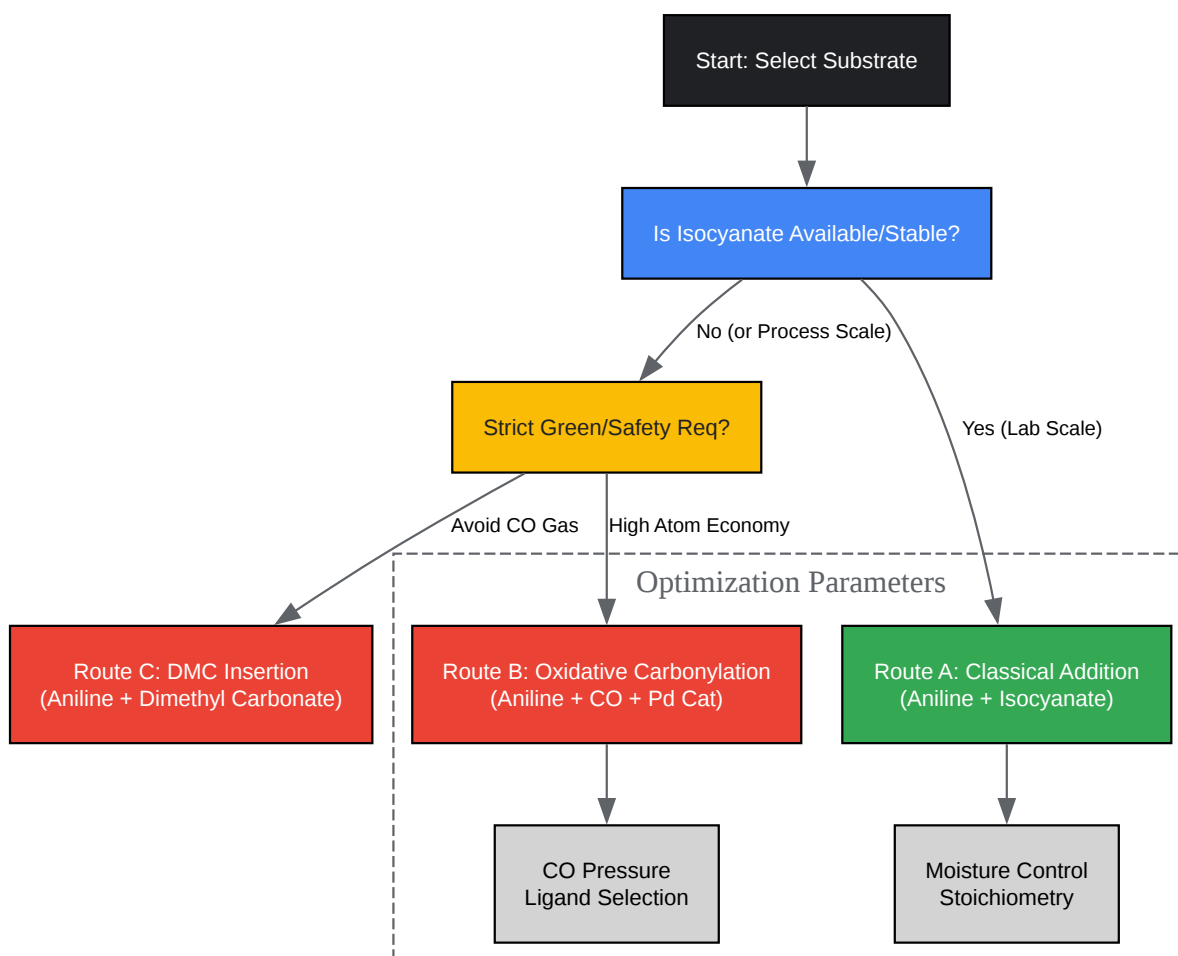 Start: Select Substrate
Is Isocyanate Available/Stable?
No (or Process Scale)
Strict Green/Safety Req?
Yes (Lab Scale)
Avoid CO Gas
High Atom Economy
Optimization Parameters
Route C: DMC Insertion
(Aniline + Dimethyl Carbonate)
Route B: Oxidative Carbonylation
(Aniline + CO + Pd Cat)
Route A: Classical Addition
(Aniline + Isocyanate)
CO Pressure
Ligand Selection
Moisture Control
Stoichiometry